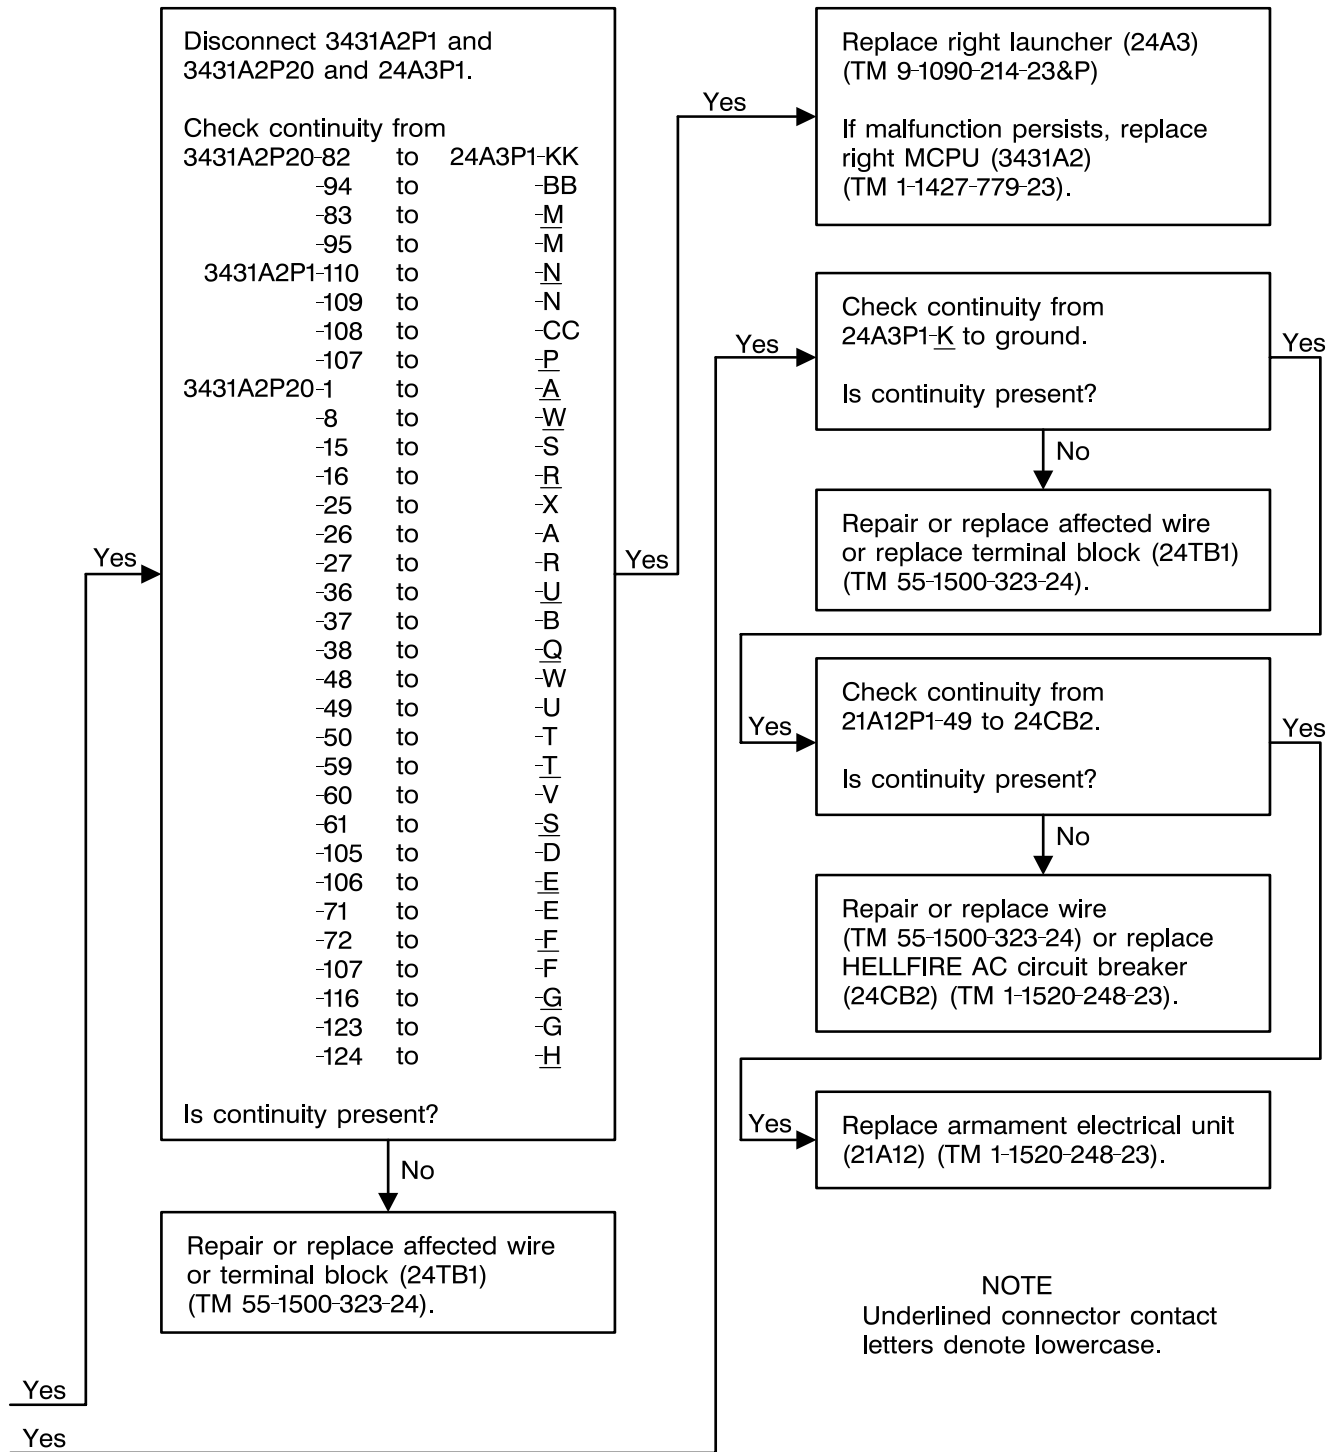 Disconnect 3431A2P1 and
3431A2P20 and 24A3P1.
Check continuity from
3431A2P20-82 to 24A3P1-KK
-94 to -BB
-83 to -M
-95 to -M
3431A2P1-110 to -N
-109 to -N
-108 to -CC
-107 to -P
3431A2P20-1 to -A
-8 to -W
-15 to -S
-16 to -R
-25 to -X
-26 to -A
-27 to -R
-36 to -U
-37 to -B
-38 to -Q
-48 to -W
-49 to -U
-50 to -T
-59 to -T
-60 to -V
-61 to -S
-105 to -D
-106 to -E
-71 to -E
-72 to -F
-107 to -F
-116 to -G
-123 to -G
-124 to -H
Is continuity present?
Yes
Yes
No
Repair or replace affected wire
or terminal block (24TB1)
(TM 55-1500-323-24).
Yes
Yes
Yes
Replace right launcher (24A3)
(TM 9-1090-214-23&P)
If malfunction persists, replace
right MCPU (3431A2)
(TM 1-1427-779-23).
Yes
Check continuity from
24A3P1-K to ground.
Is continuity present?
Yes
No
Repair or replace affected wire
or replace terminal block (24TB1)
(TM 55-1500-323-24).
Yes
Check continuity from
21A12P1-49 to 24CB2.
Is continuity present?
Yes
No
Repair or replace wire
(TM 55-1500-323-24) or replace
HELLFIRE AC circuit breaker
(24CB2) (TM 1-1520-248-23).
Yes
Replace armament electrical unit
(21A12) (TM 1-1520-248-23).
NOTE
Underlined connector contact
letters denote lowercase.